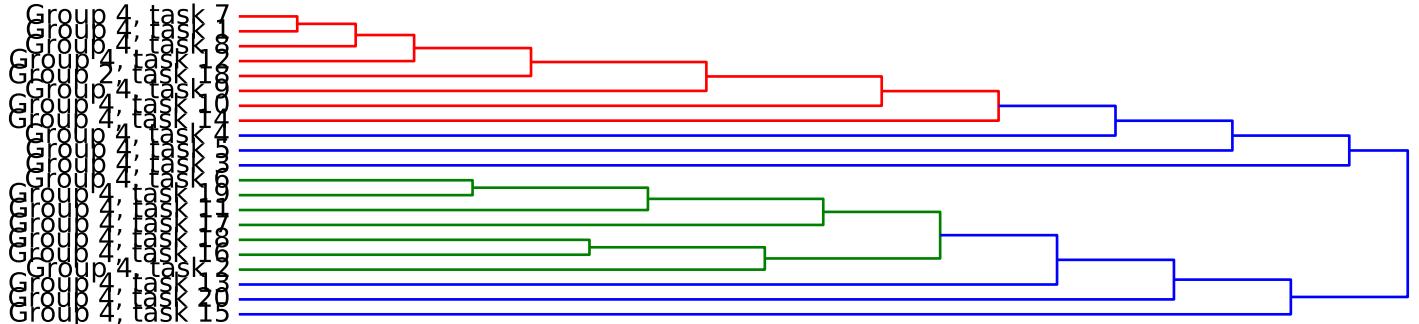 Group 4, task 7
Group 4, task 1
Group 4, task 8
Group 4, task 12
Group 2, task 18
Group 4, task 9
Group 4, task 10
Group 4, task 14
Group 4, task 4
Group 4, task 5
Group 4, task 3
Group 4, task 6
Group 4, task 19
Group 4, task 11
Group 4, task 17
Group 4, task 18
Group 4, task 16
Group 4, task 2
Group 4, task 13
Group 4, task 20
Group 4, task 15